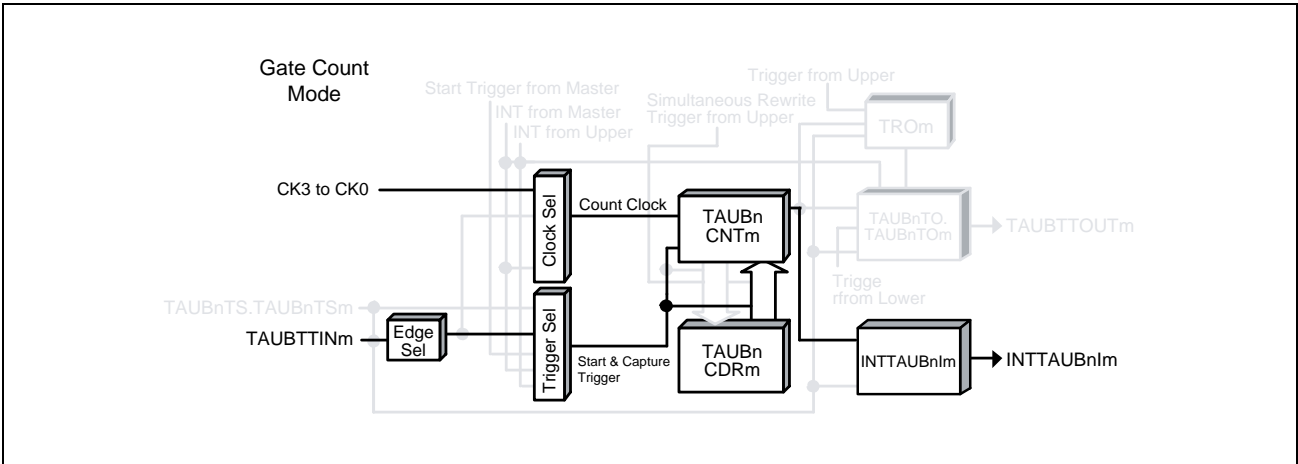 Gate Count
Mode
Trigger from Upper
Start Trigger from Master
Simultaneous Rewrite
Trigger from Upper
INT from Master
INT from Upper
TROm
CK3 to CK0
Clock Sel
Count Clock
TAUBn
CNTm
TAUBnTO.
TAUBnTOm
TAUBTTOUTm
Trigge
rfrom Lower
TAUBnTS.TAUBnTSm
TAUBTTINm
Edge
Sel
Trigger Sel
Start & Capture
Trigger
TAUBn
CDRm
INTTAUBnIm
INTTAUBnIm